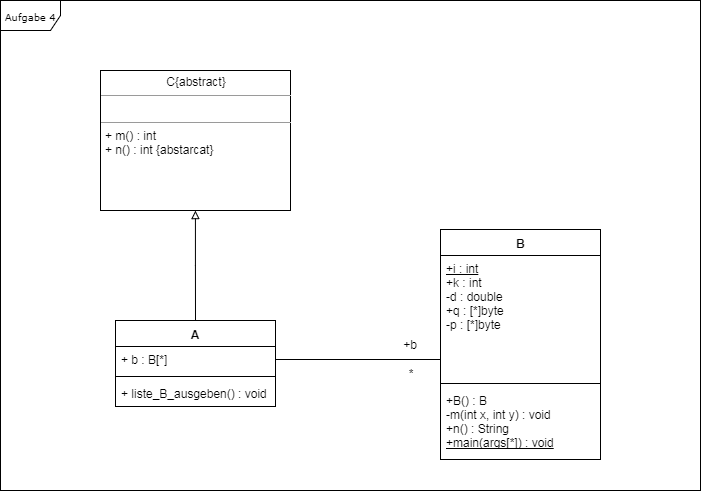 Aufgabe 4
C{abstract}
+ m() : int
+ n() : int {abstarcat}
A
+ b : B[*]
+ liste_B_ausgeben() : void
+b
*
B
+i : int
+k : int
-d : double
+q : [*]byte
-p : [*]byte
+B() : B
-m(int x, int y) : void
+n() : String
+main(args[*]) : void